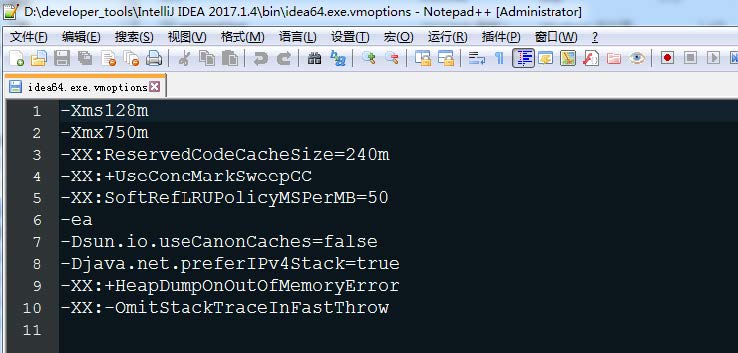 D:\developer_tools\IntelliJ IDEA 2017.1.4\bin\idea64.exe.vmoptions - Notepad++ [Administrator]
文件(F) 编辑(E) 搜索(S) 视图(V) 格式(M) 语言(L) 设置(T) 宏(O) 运行(R) 插件(P) 窗口(W) ?
idea64.exe.vmoptions
1 -Xms128m
2 -Xmx750m
3 -XX:ReservedCodeCacheSize=240m
4 -XX:+UseConcMarkSweepGC
5 -XX:SoftRefLRUPolicyMSPerMB=50
6 -ea
7 -Dsun.io.useCanonCaches=false
8 -Djava.net.preferIPv4Stack=true
9 -XX:+HeapDumpOnOutOfMemoryError
10 -XX:-OmitStackTraceInFastThrow
11